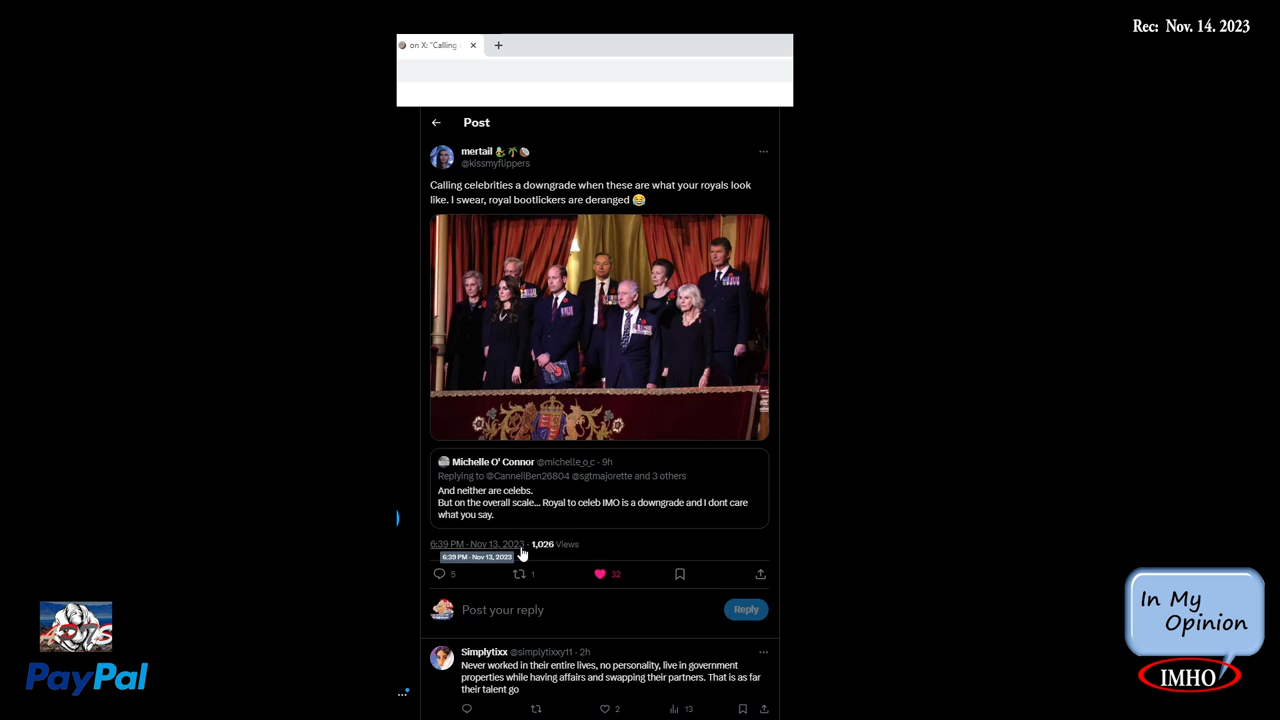 Rec: Nov. 14. 2023
on X: "Calling
Post
mertail
@kissmyflippers
Calling celebrities a downgrade when these are what your royals look
like. I swear, royal bootlickers are deranged
Michelle O' Connor @michelle_o_c · 9h
Replying to @CannellBen26804 @sgtmajorette and 3 others
And neither are celebs.
But on the overall scale... Royal to celeb IMO is a downgrade and I dont care
what you say.
6:39 PM · Nov 13, 2023 · 1,026 Views
6:39 PM · Nov 13, 2023
5 1 32
Post your reply
Reply
Simplytixx @simplytixxy11 · 2h
Never worked in their entire lives, no personality, live in government
properties while having affairs and swapping their partners. That is as far
their talent go
2 13
PayPal
In My
Opinion
IMHO